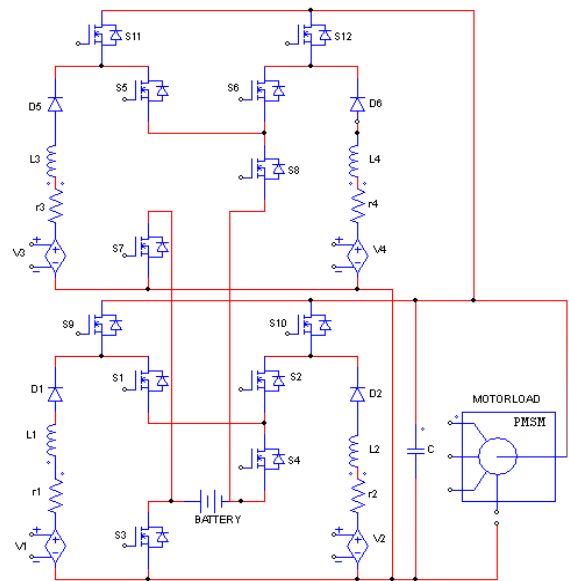 S11
S12
S5
S6
D5
D6
L3
S8
L4
r3
r4
+
+
S7
V3
+
−
−
+
−
−
V4
S9
S10
D1
S1
S2
D2
MOTORLOAD
PMSM
L1
L2
C
S4
r1
r2
BATTERY
+
+
S3
V1
+
−
−
+
−
−
V2